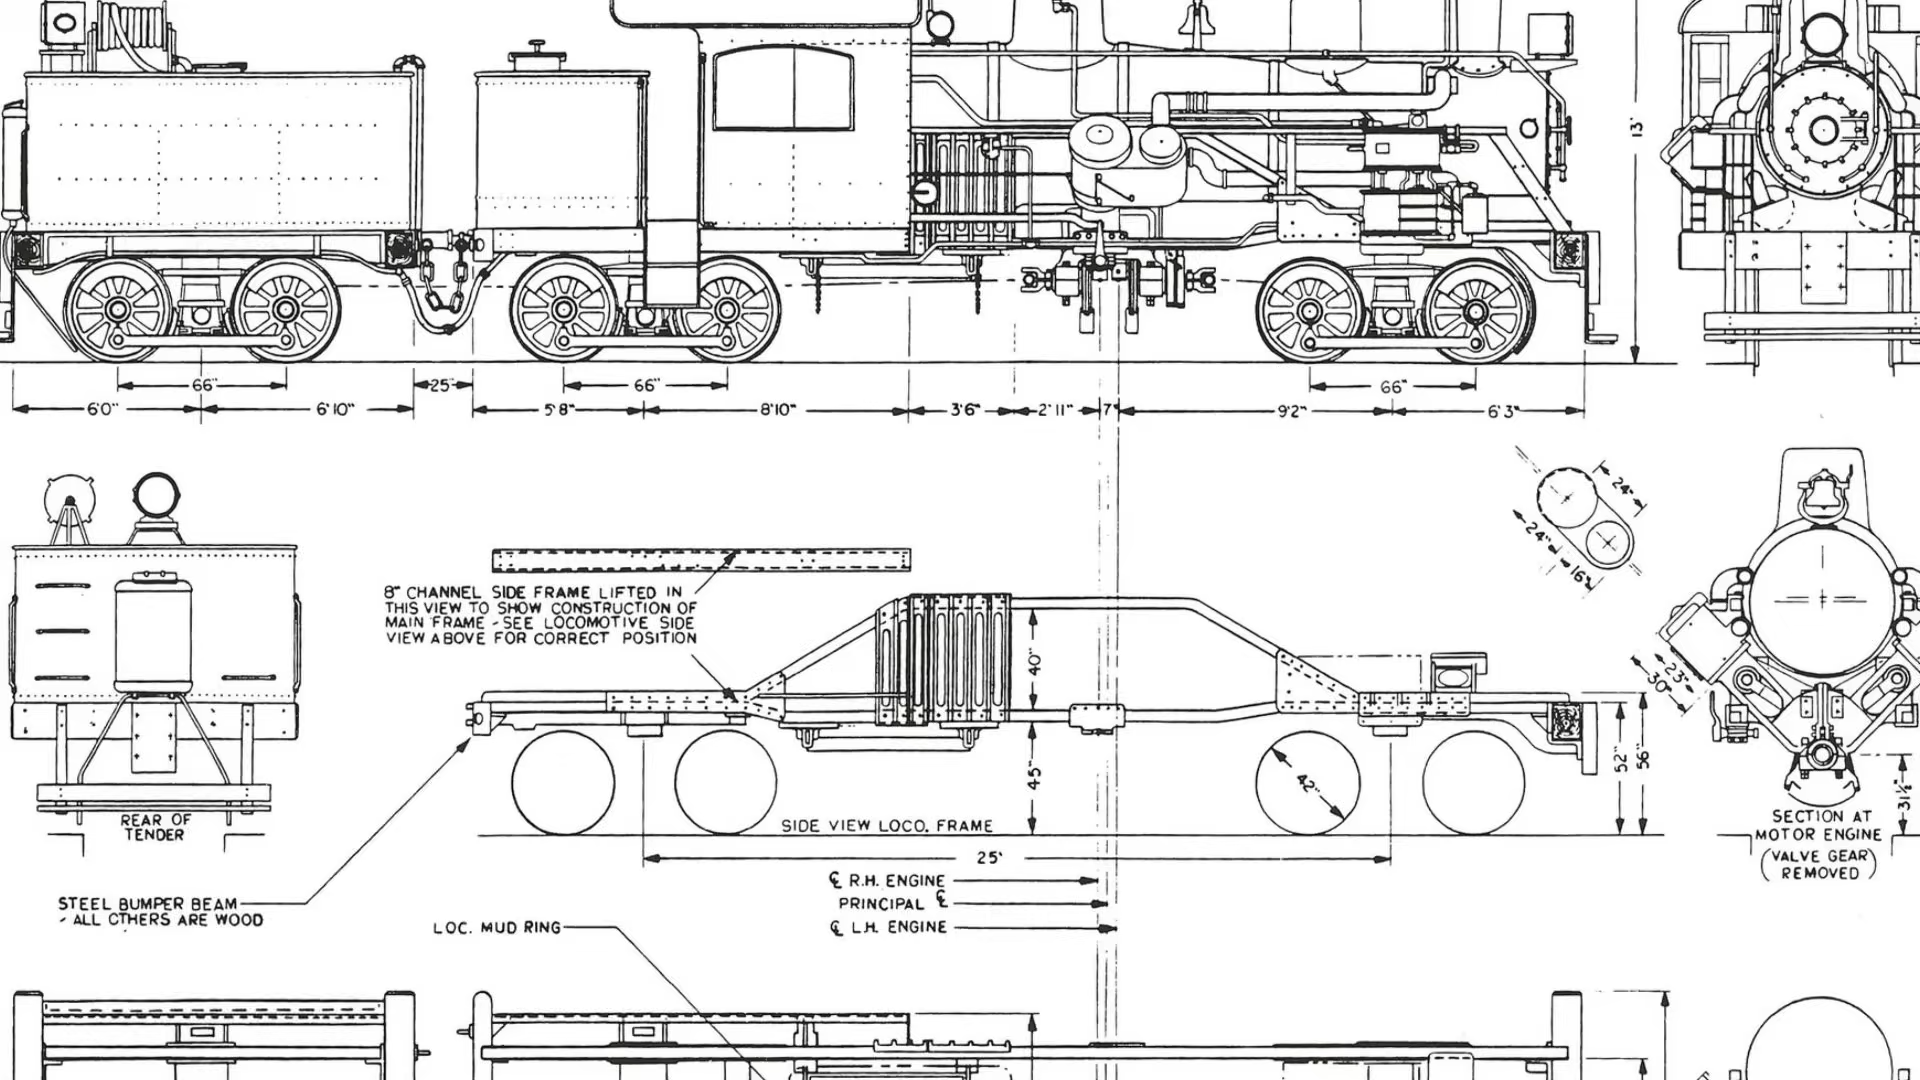 13'
66"
25"
66"
66"
6'0"
6'10"
5'8"
8'10"
3'6"
2'11"
7"
9'2"
6'3"
24"
24"
16"
8" CHANNEL SIDE FRAME LIFTED IN
THIS VIEW TO SHOW CONSTRUCTION OF
MAIN FRAME - SEE LOCOMOTIVE SIDE
VIEW ABOVE FOR CORRECT POSITION
40"
23"
30"
45"
42"
52"
56"
31½"
REAR OF
TENDER
SIDE VIEW LOCO. FRAME
SECTION AT
MOTOR ENGINE
(VALVE GEAR
REMOVED)
25'
℄ R.H. ENGINE
PRINCIPAL ℄
℄ L.H. ENGINE
STEEL BUMPER BEAM
- ALL OTHERS ARE WOOD
LOC. MUD RING